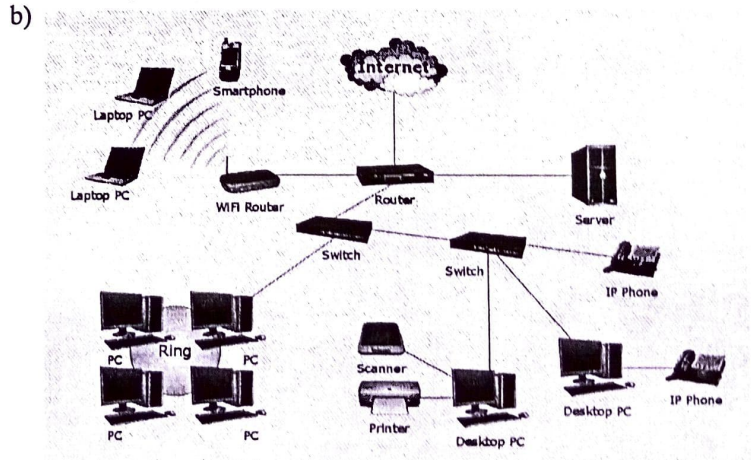 b)
Internet
Smartphone
Laptop PC
Laptop PC
WiFi Router
Router
Server
Switch
Switch
IP Phone
PC
Ring
PC
PC
PC
Scanner
Printer
Desktop PC
Desktop PC
IP Phone